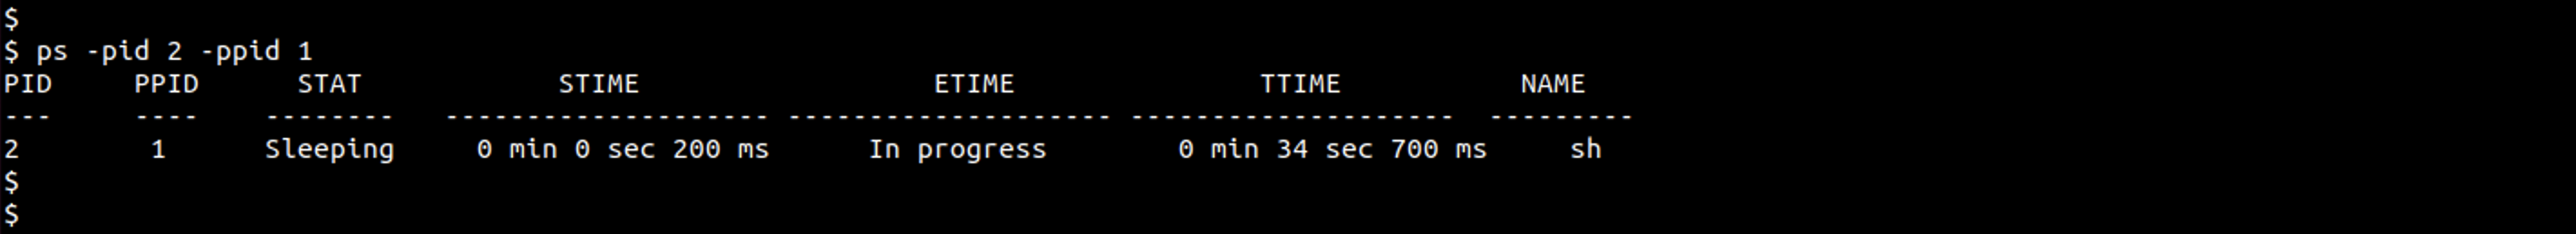 $
$ ps -pid 2 -ppid 1
PID PPID STAT STIME ETIME TTIME NAME
--- ---- -------- -------------------- -------------------- -------------------- ---------
2 1 Sleeping 0 min 0 sec 200 ms In progress 0 min 34 sec 700 ms sh
$
$